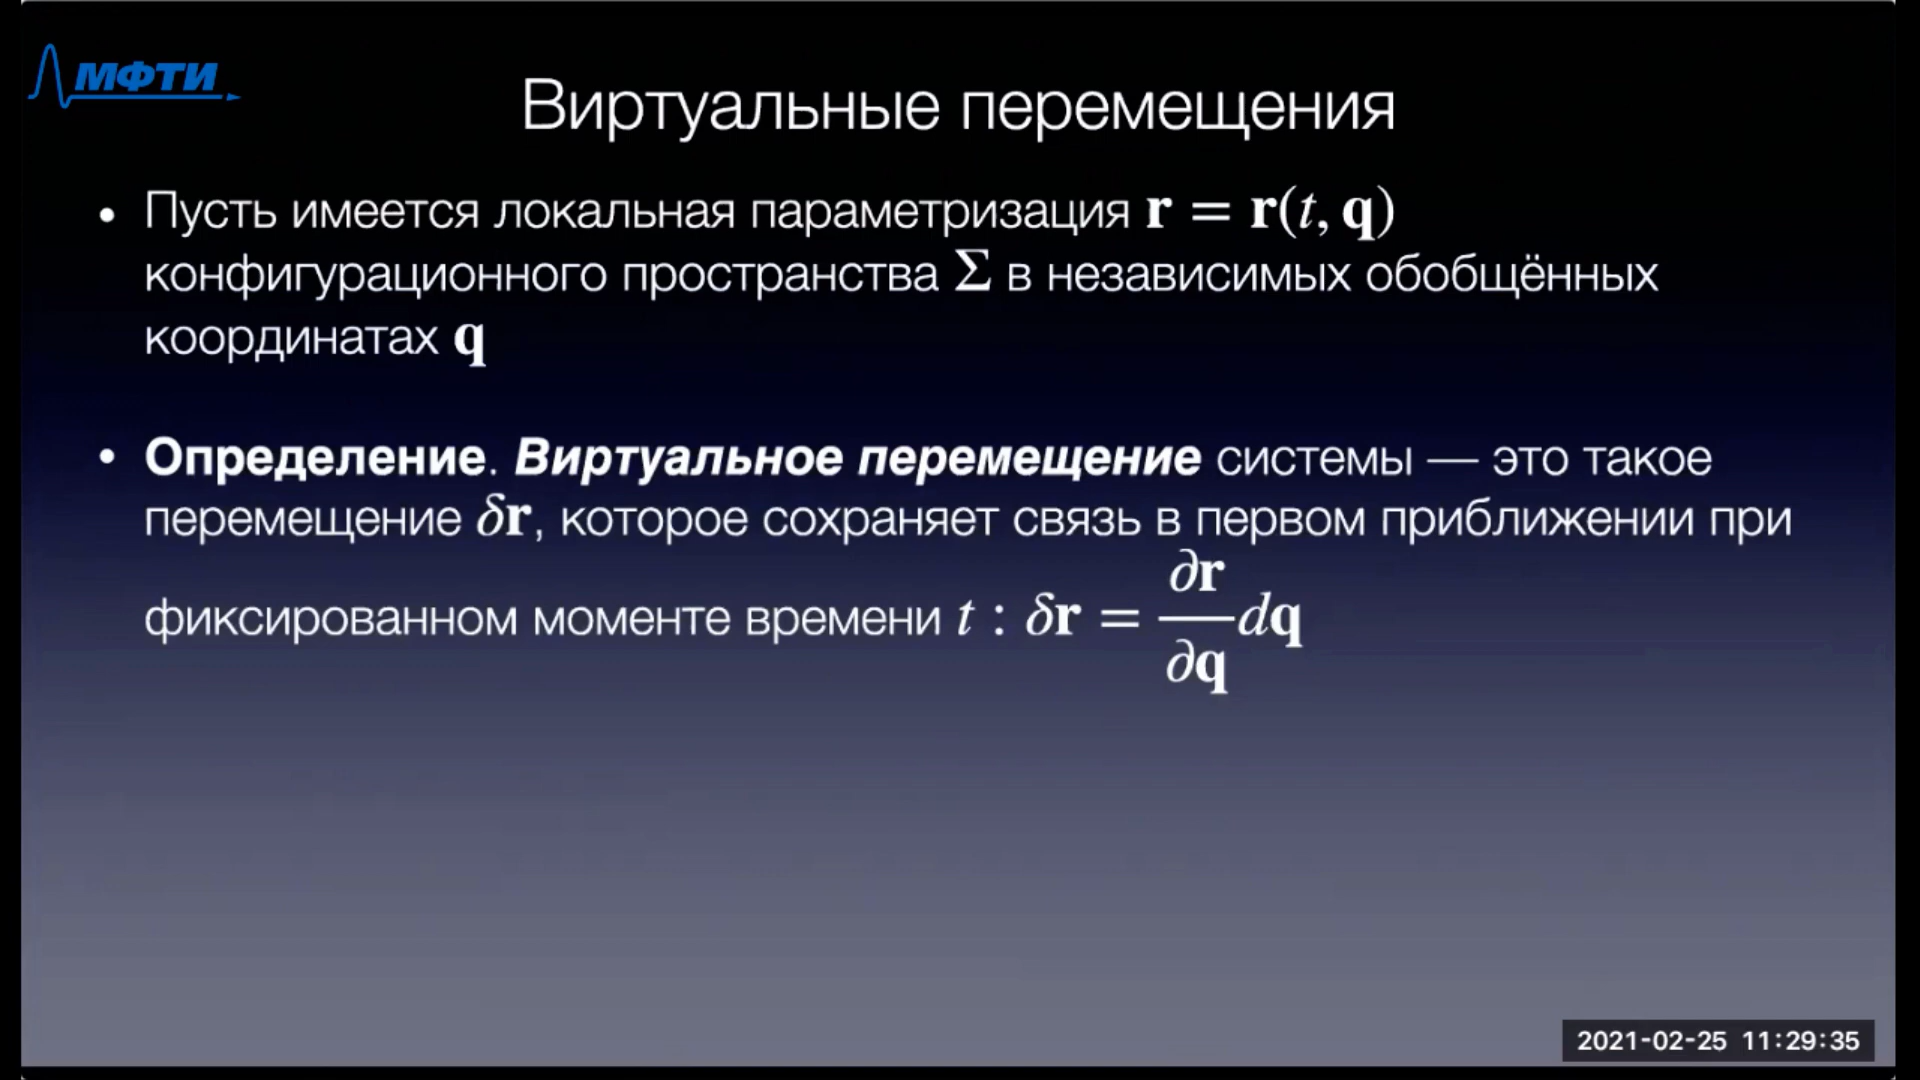 МФТИ
Виртуальные перемещения
• Пусть имеется локальная параметризация r = r(t, q)
конфигурационного пространства Σ в независимых обобщённых
координатах q
• Определение. Виртуальное перемещение системы — это такое
перемещение δr, которое сохраняет связь в первом приближении при
фиксированном моменте времени t : δr = ∂r/∂q dq
2021-02-25 11:29:35